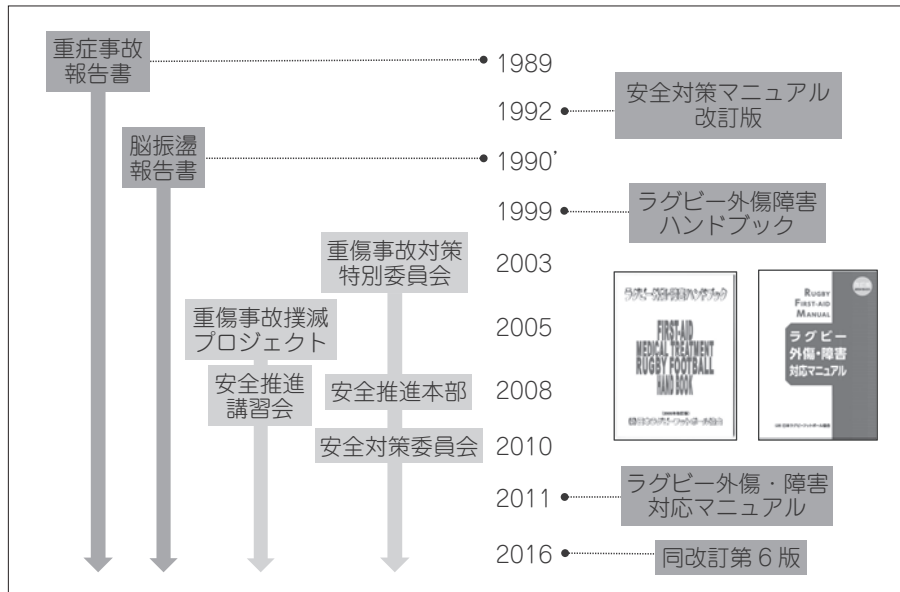 重症事故
報告書
1989
1992
安全対策マニュアル
改訂版
脳振盪
報告書
1990’
1999
ラグビー外傷障害
ハンドブック
重傷事故対策
特別委員会
2003
重傷事故撲滅
プロジェクト
2005
安全推進
講習会
安全推進本部
2008
安全対策委員会
2010
FIRST-AID
MEDICAL TREATMENT
RUGBY FOOTBALL
HAND BOOK
RUGBY
FIRST-AID
MANUAL
ラグビー
外傷・障害
対応マニュアル
2011
ラグビー外傷・障害
対応マニュアル
2016
同改訂第6版